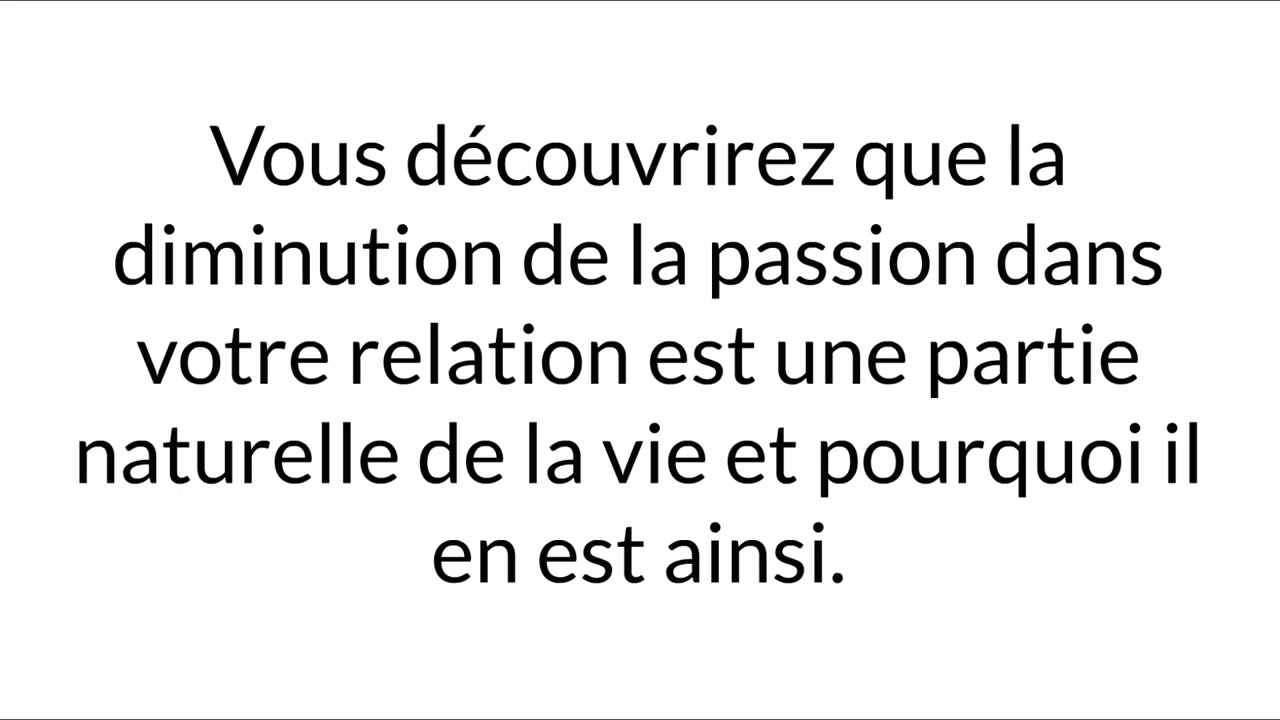 Vous découvrirez que la
diminution de la passion dans
votre relation est une partie
naturelle de la vie et pourquoi il
en est ainsi.